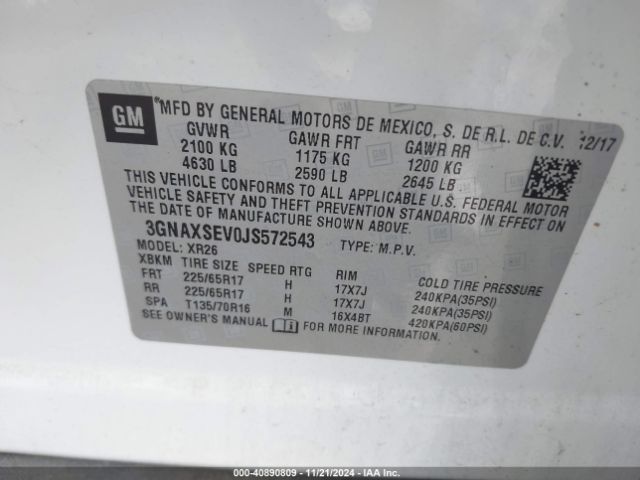 GM
®MFD BY GENERAL MOTORS DE MEXICO, S. DE R.L. DE C.V. 12/17
GVWR GAWR FRT GAWR RR
2100 KG 1175 KG 1200 KG
4630 LB 2590 LB 2645 LB
THIS VEHICLE CONFORMS TO ALL APPLICABLE U.S. FEDERAL MOTOR
VEHICLE SAFETY AND THEFT PREVENTION STANDARDS IN EFFECT ON
THE DATE OF MANUFACTURE SHOWN ABOVE.
3GNAXSEV0JS572543 TYPE: M.P.V.
MODEL: XR26
XBKM TIRE SIZE SPEED RTG RIM COLD TIRE PRESSURE
FRT 225/65R17 H 17X7J 240KPA(35PSI)
RR 225/65R17 H 17X7J 240KPA(35PSI)
SPA T135/70R16 M 16X4BT 420KPA(60PSI)
SEE OWNER'S MANUAL FOR MORE INFORMATION.
000-40890809 - 11/21/2024 - IAA Inc.